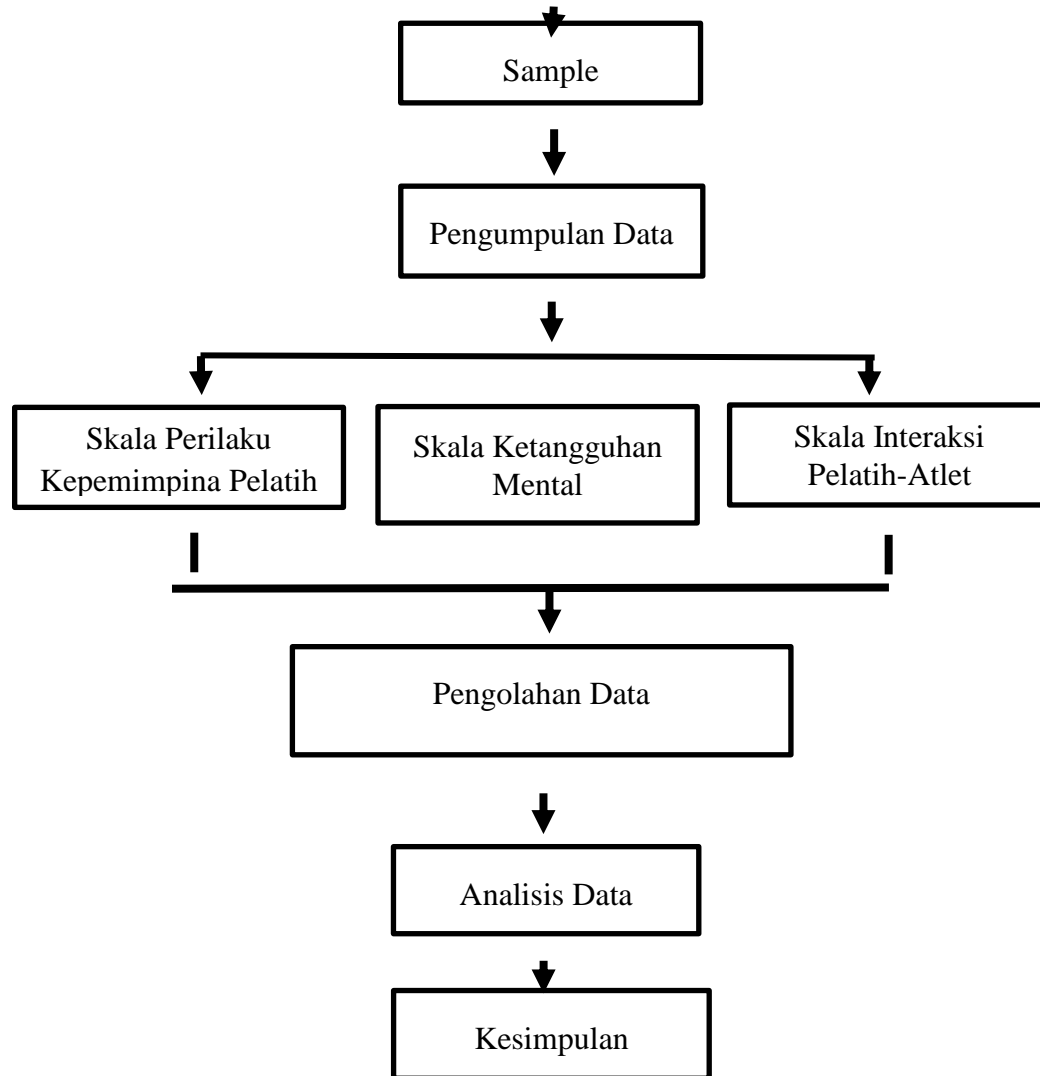 Sample
Pengumpulan Data
Skala Perilaku
Kepemimpina Pelatih
Skala Ketangguhan
Mental
Skala Interaksi
Pelatih-Atlet
Pengolahan Data
Analisis Data
Kesimpulan